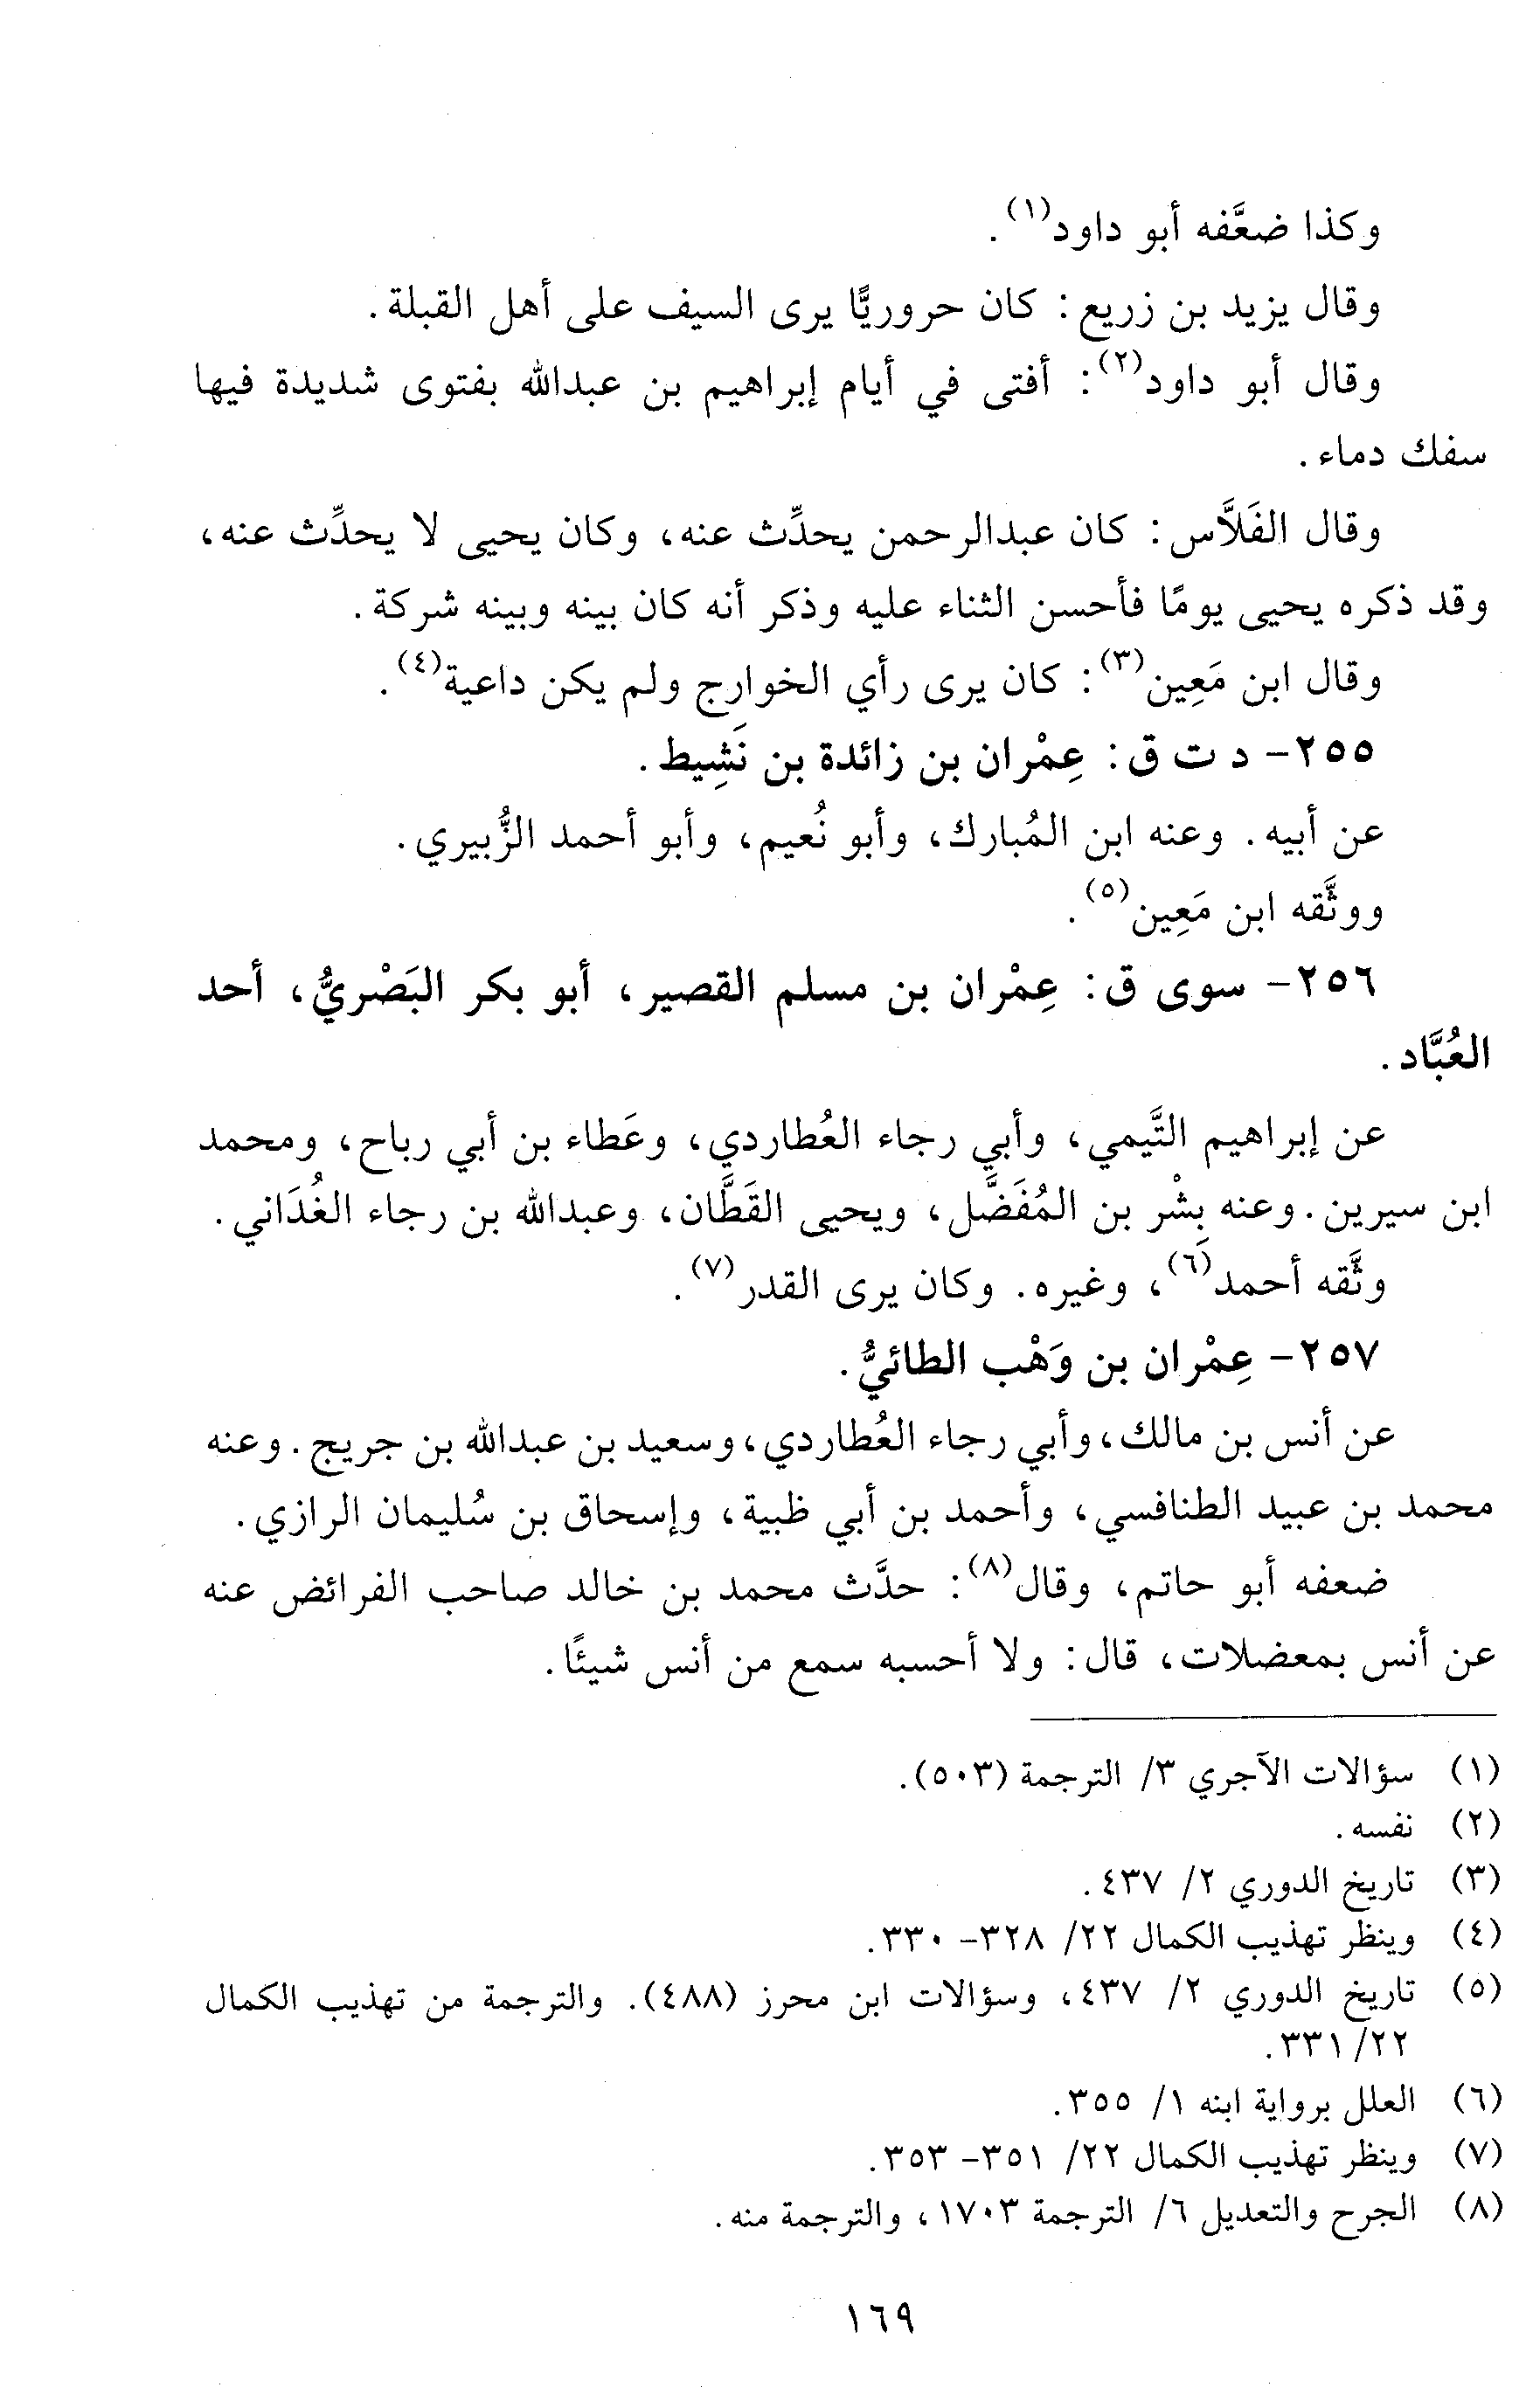 وكذا ضعَّفه أبو داود(١).
وقال يزيد بن زريع: كان حروريًّا يرى السيف على أهل القبلة.
وقال أبو داود(٢): أفتى في أيام إبراهيم بن عبدالله بفتوى شديدة فيها
سفك دماء.
وقال الفَلَّاس: كان عبدالرحمن يحدِّث عنه، وكان يحيى لا يحدِّث عنه،
وقد ذكره يحيى يومًا فأحسن الثناء عليه وذكر أنه كان بينه وبينه شركة.
وقال ابن مَعِين(٣): كان يرى رأي الخوارج ولم يكن داعية(٤).
٢٥٥- د ت ق: عِمْران بن زائدة بن نَشِيط.
عن أبيه. وعنه ابن المُبارك، وأبو نُعيم، وأبو أحمد الزُّبيري.
ووثَّقه ابن مَعِين(٥).
٢٥٦- سوى ق: عِمْران بن مسلم القصير، أبو بكر البَصْريُّ، أحد
العُبَّاد.
عن إبراهيم التَّيمي، وأبي رجاء العُطاردي، وعَطاء بن أبي رباح، ومحمد
ابن سيرين. وعنه بِشْر بن المُفَضَّل، ويحيى القَطَّان، وعبدالله بن رجاء الغُدَاني.
وثَّقه أحمد(٦)، وغيره. وكان يرى القدر(٧).
٢٥٧- عِمْران بن وَهْب الطائيُّ.
عن أنس بن مالك، وأبي رجاء العُطاردي، وسعيد بن عبدالله بن جريج. وعنه
محمد بن عبيد الطنافسي، وأحمد بن أبي ظبية، وإسحاق بن سُليمان الرازي.
ضعفه أبو حاتم، وقال(٨): حدَّث محمد بن خالد صاحب الفرائض عنه
عن أنس بمعضلات، قال: ولا أحسبه سمع من أنس شيئًا.
(١) سؤالات الآجري ٣/ الترجمة (٥٠٣).
(٢) نفسه.
(٣) تاريخ الدوري ٢/ ٤٣٧.
(٤) وينظر تهذيب الكمال ٢٢/ ٣٢٨- ٣٣٠.
(٥) تاريخ الدوري ٢/ ٤٣٧، وسؤالات ابن محرز (٤٨٨). والترجمة من تهذيب الكمال
٢٢/ ٣٣١.
(٦) العلل برواية ابنه ١/ ٣٥٥.
(٧) وينظر تهذيب الكمال ٢٢/ ٣٥١- ٣٥٣.
(٨) الجرح والتعديل ٦/ الترجمة ١٧٠٣، والترجمة منه.
١٦٩